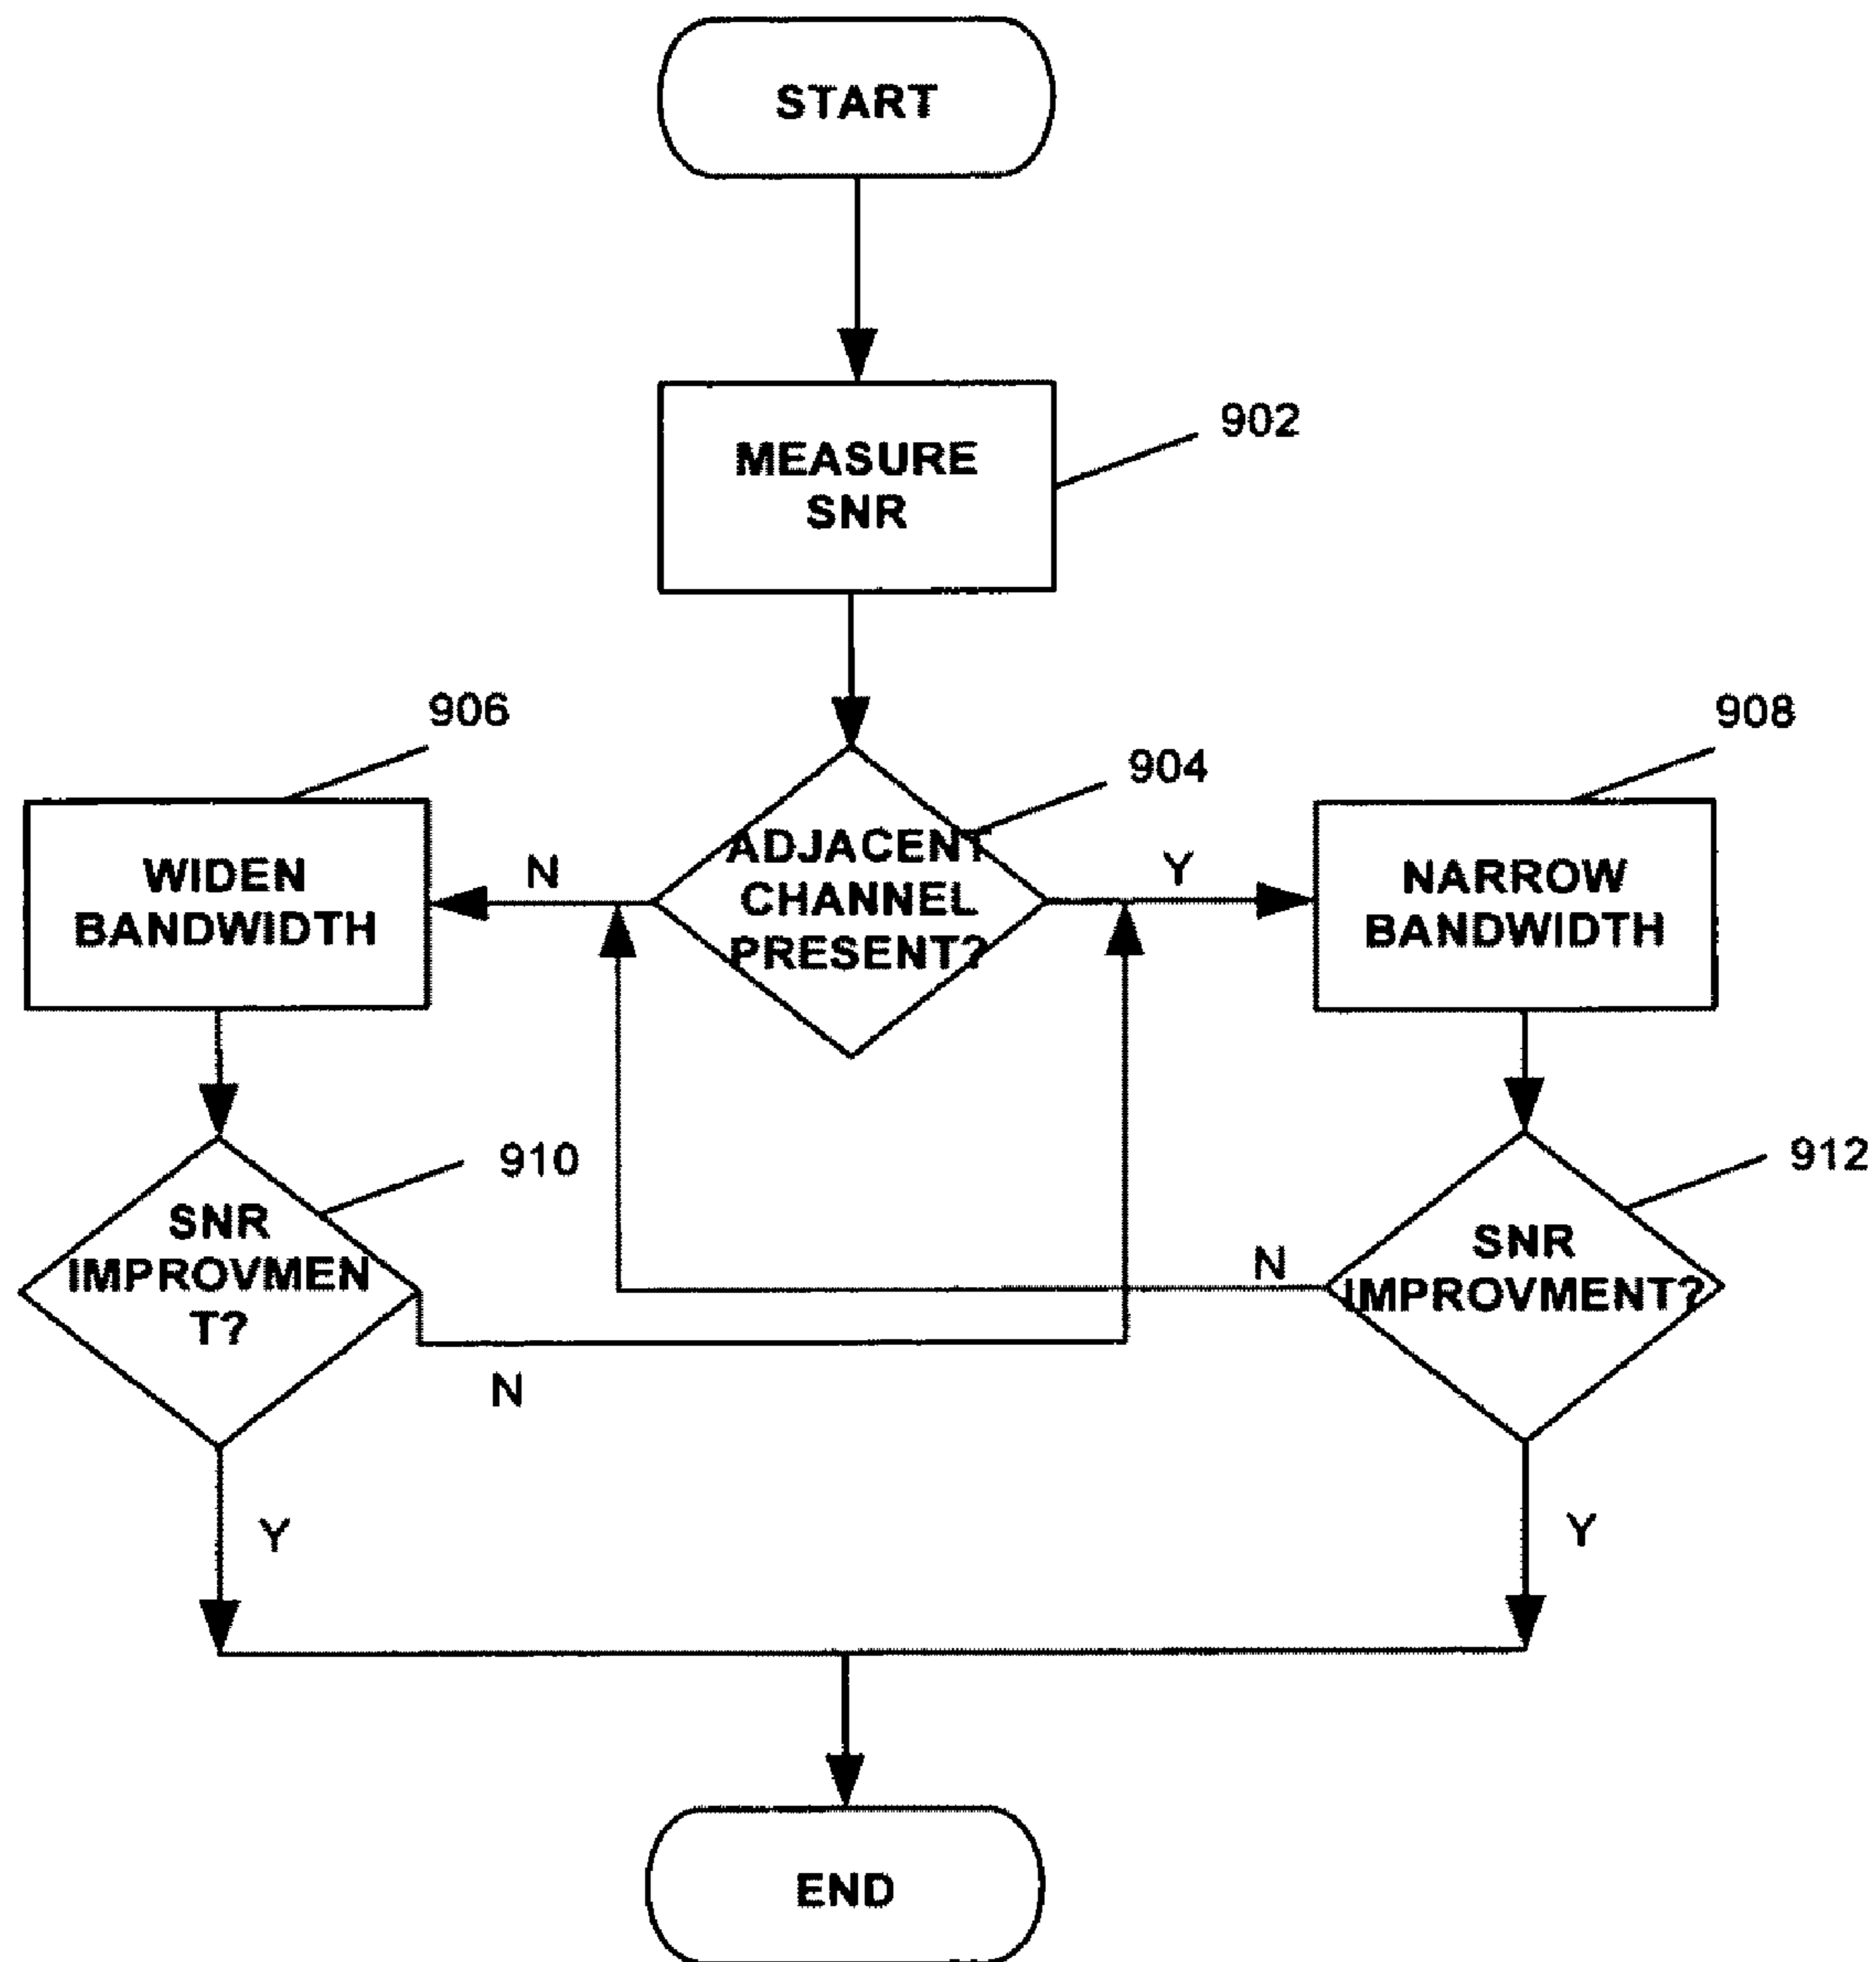 START
MEASURE
SNR
902
906
904
908
WIDEN
BANDWIDTH
N
ADJACENT
CHANNEL
PRESENT?
Y
NARROW
BANDWIDTH
910
912
SNR
IMPROVMEN
T?
N
SNR
IMPROVMENT?
N
Y
Y
END